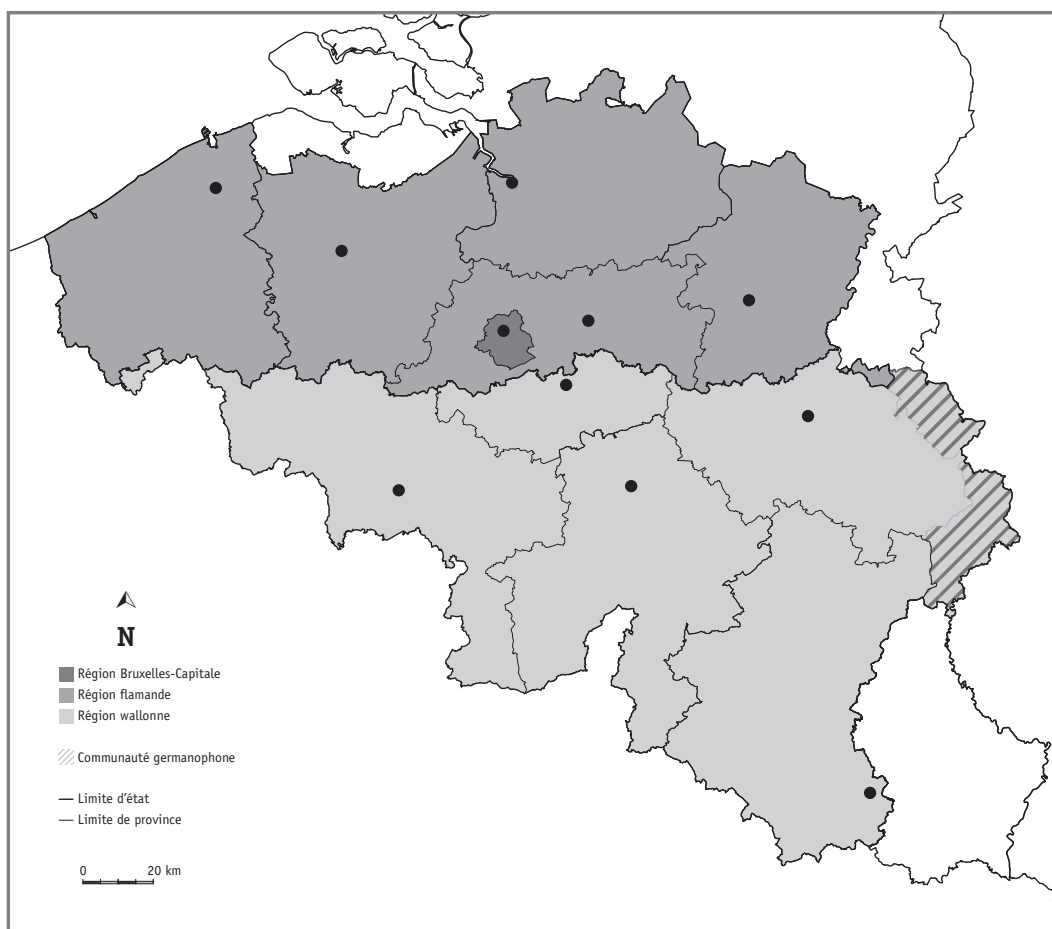 N
Région Bruxelles-Capitale
Région flamande
Région wallonne
Communauté germanophone
Limite d'état
Limite de province
0 20 km